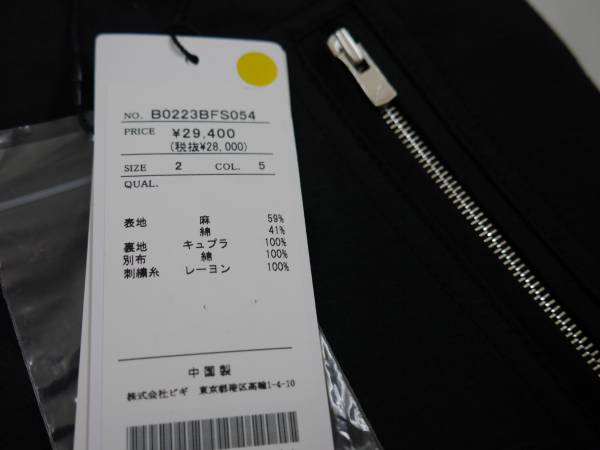 NO. B0223BFS054
PRICE ¥29,400
(税抜¥28,000)
SIZE 2 COL. 5
QUAL.
表地 麻 59%
綿 41%
裏地 キュプラ 100%
別布 綿 100%
刺繍糸 レーヨン 100%
中国製
株式会社ビギ 東京都港区高輪1-4-10